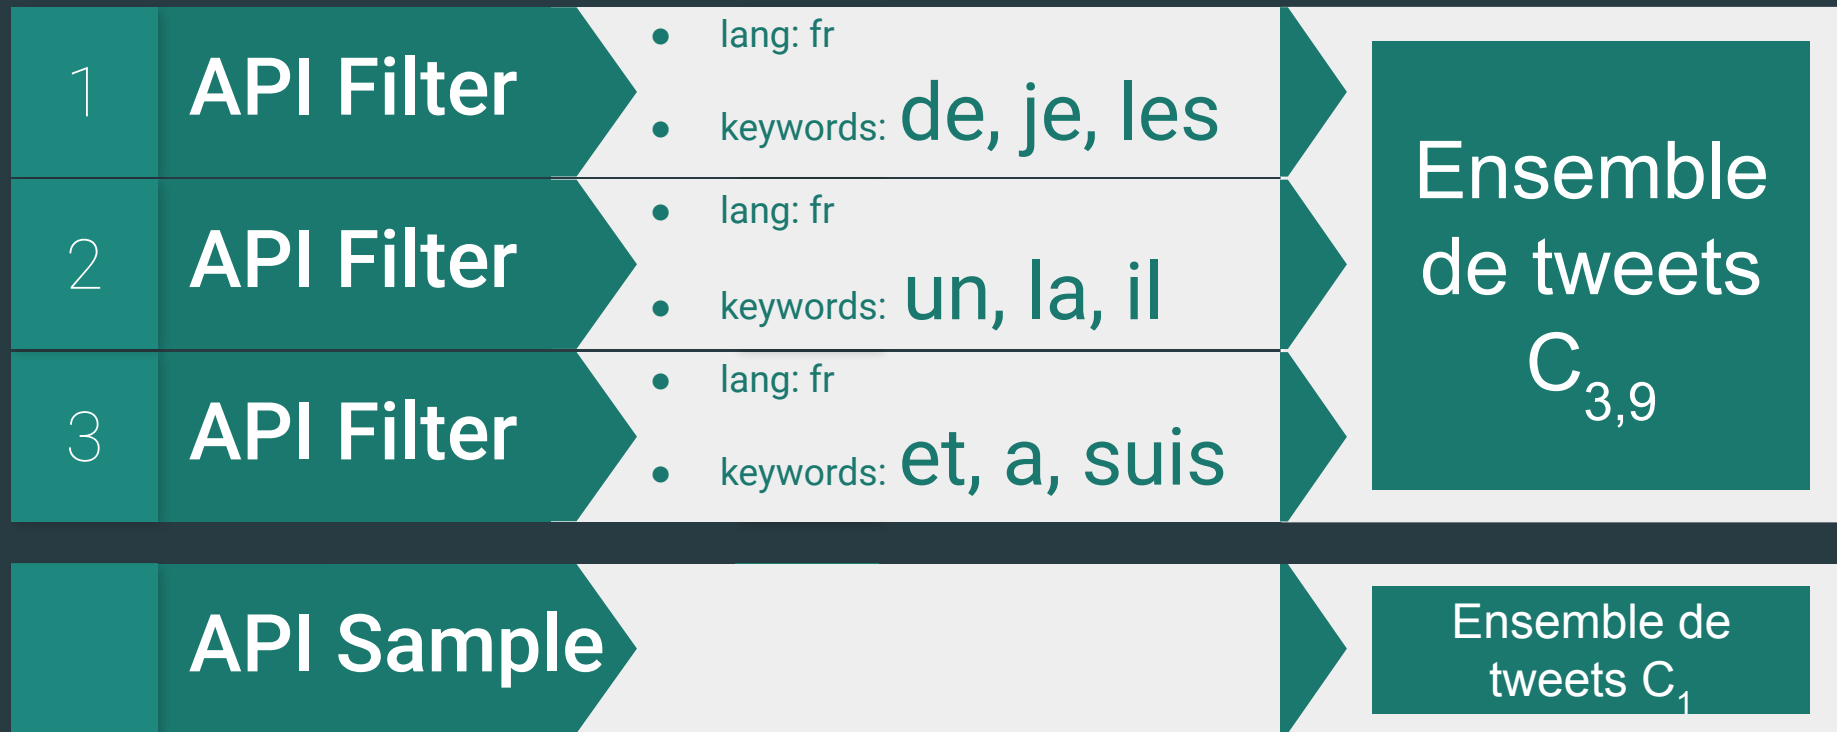 1
API Filter
● lang: fr
● keywords: de, je, les
2
API Filter
● lang: fr
● keywords: un, la, il
3
API Filter
● lang: fr
● keywords: et, a, suis
Ensemble
de tweets
C3,9
API Sample
Ensemble de
tweets C1